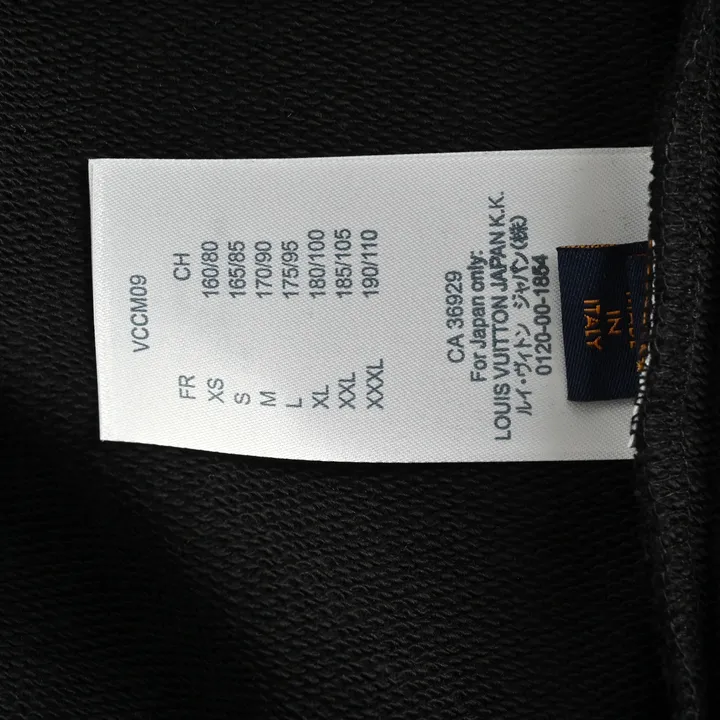 VCCM09
FR CH
XS 160/80
S 165/85
M 170/90
L 175/95
XL 180/100
XXL 185/105
XXXL 190/110
CA 36929
For Japan only:
LOUIS VUITTON JAPAN K.K.
ルイ・ヴィトン ジャパン(株)
0120-00-1854
IN
ITALY